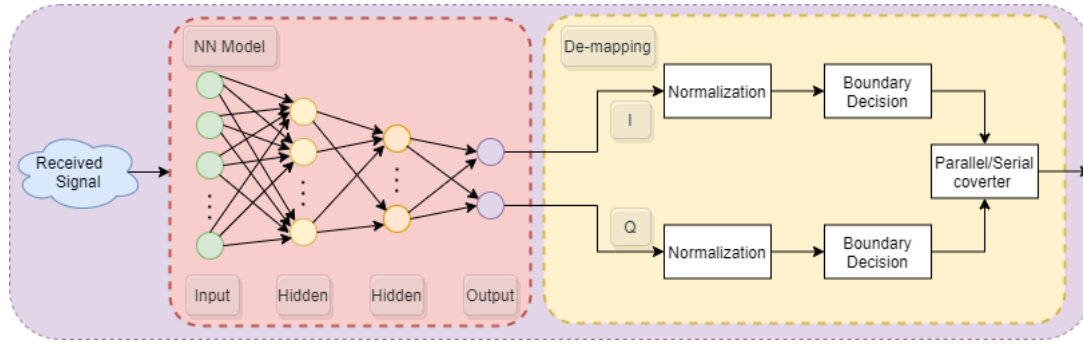 NN Model
De-mapping
Received
Signal
Normalization
Boundary
Decision
I
Parallel/Serial
coverter
Q
Normalization
Boundary
Decision
Input
Hidden
Hidden
Output